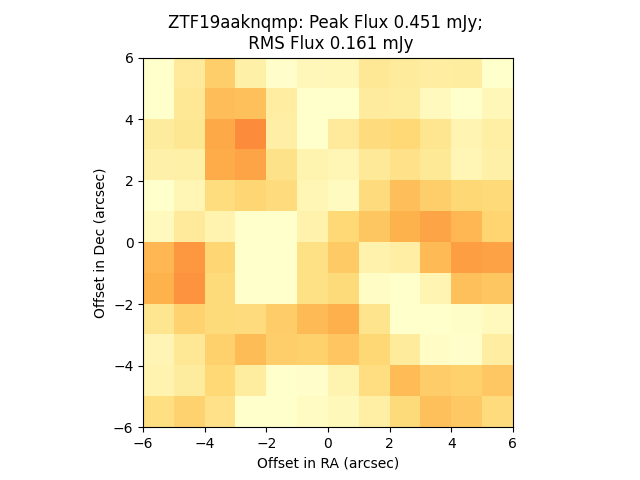 ZTF19aaknqmp: Peak Flux 0.451 mJy;
RMS Flux 0.161 mJy
6
4
2
0
−2
−4
−6
Offset in Dec (arcsec)
−6 −4 −2 0 2 4 6
Offset in RA (arcsec)